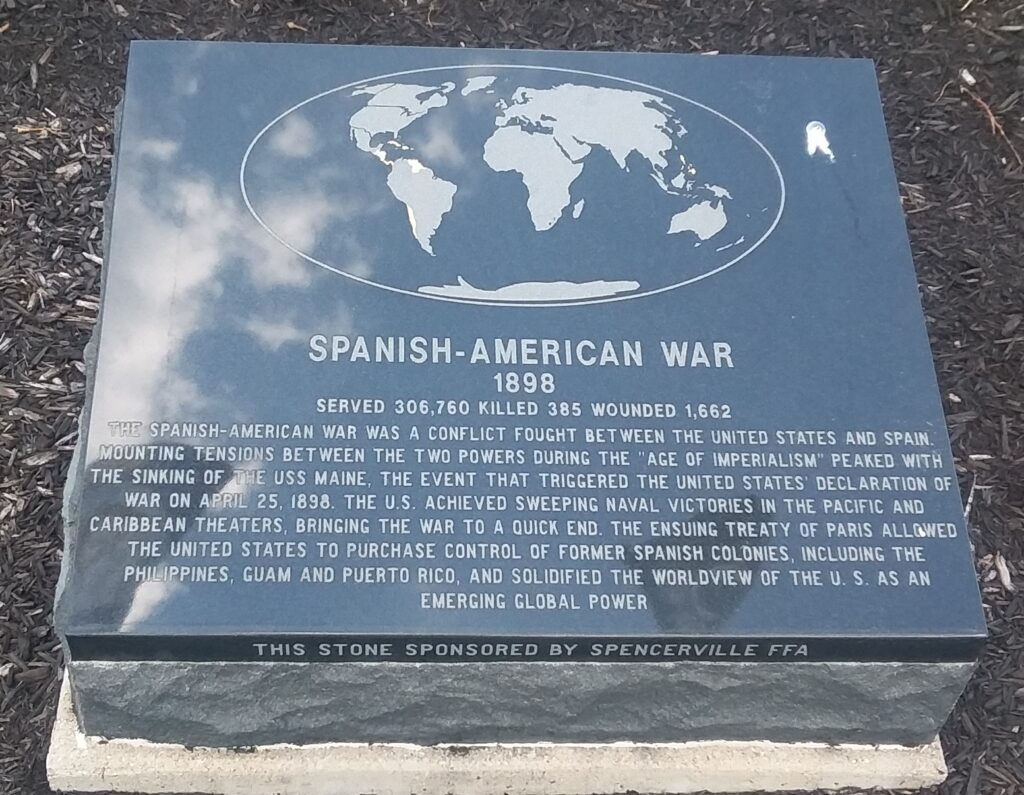 SPANISH-AMERICAN WAR
1898
SERVED 306,760 KILLED 385 WOUNDED 1,662
THE SPANISH-AMERICAN WAR WAS A CONFLICT FOUGHT BETWEEN THE UNITED STATES AND SPAIN.
MOUNTING TENSIONS BETWEEN THE TWO POWERS DURING THE "AGE OF IMPERIALISM" PEAKED WITH
THE SINKING OF THE USS MAINE, THE EVENT THAT TRIGGERED THE UNITED STATES' DECLARATION OF
WAR ON APRIL 25, 1898. THE U.S. ACHIEVED SWEEPING NAVAL VICTORIES IN THE PACIFIC AND
CARIBBEAN THEATERS, BRINGING THE WAR TO A QUICK END. THE ENSUING TREATY OF PARIS ALLOWED
THE UNITED STATES TO PURCHASE CONTROL OF FORMER SPANISH COLONIES, INCLUDING THE
PHILIPPINES, GUAM AND PUERTO RICO, AND SOLIDIFIED THE WORLDVIEW OF THE U. S. AS AN
EMERGING GLOBAL POWER
THIS STONE SPONSORED BY SPENCERVILLE FFA